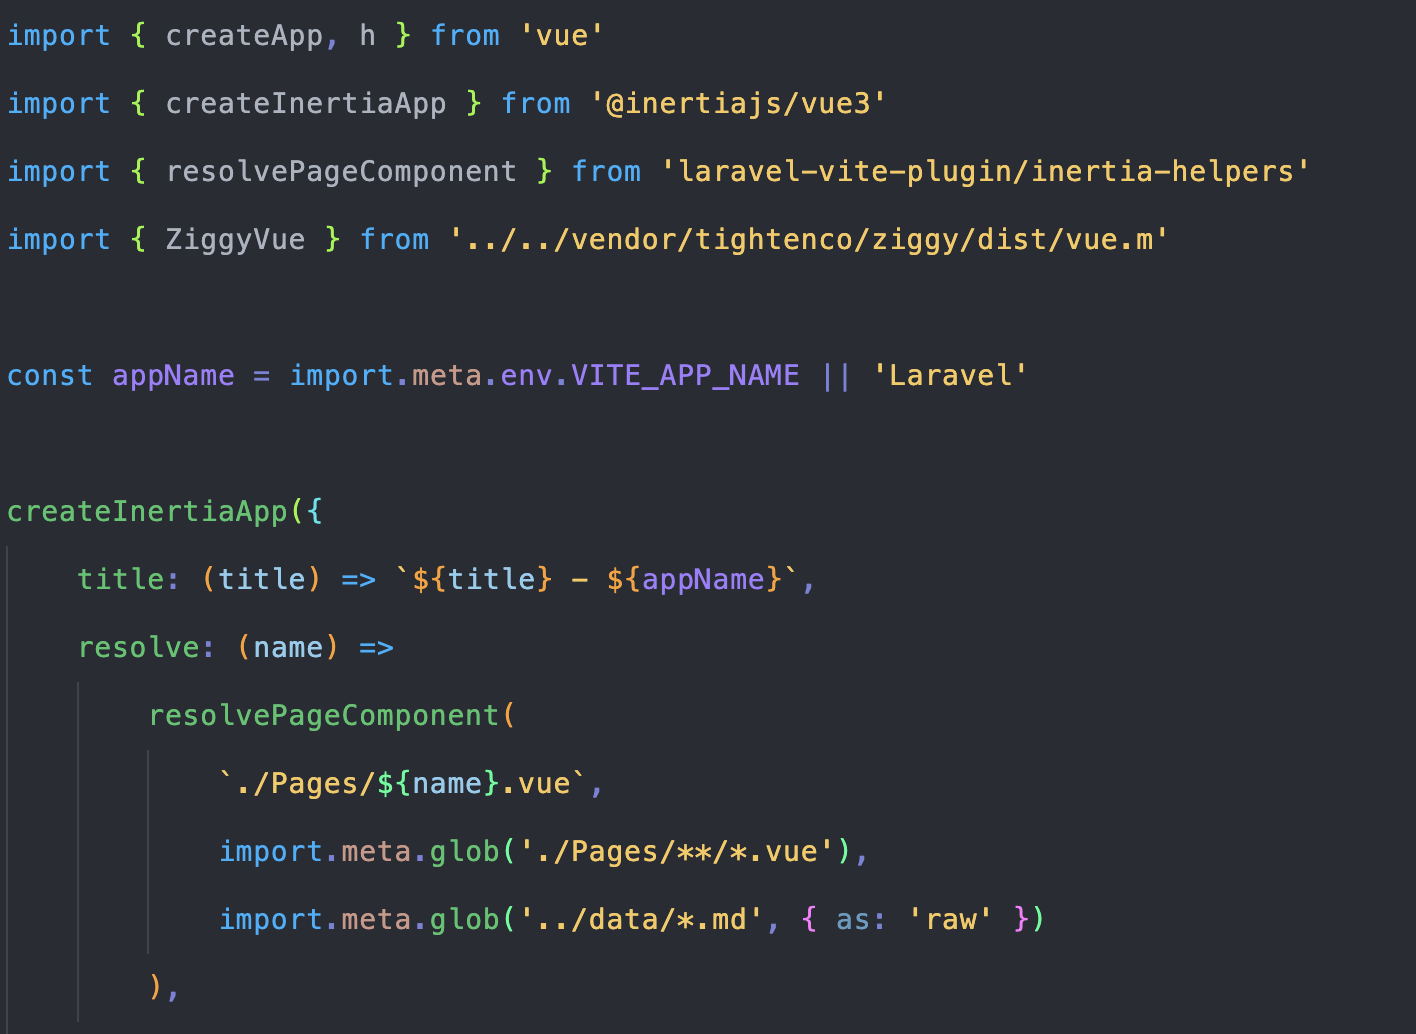 import { createApp, h } from 'vue'
import { createInertiaApp } from '@inertiajs/vue3'
import { resolvePageComponent } from 'laravel-vite-plugin/inertia-helpers'
import { ZiggyVue } from '../../vendor/tightenco/ziggy/dist/vue.m'
const appName = import.meta.env.VITE_APP_NAME || 'Laravel'
createInertiaApp({
title: (title) => `${title} - ${appName}`,
resolve: (name) =>
resolvePageComponent(
`./Pages/${name}.vue`,
import.meta.glob('./Pages/**/*.vue'),
import.meta.glob('../data/*.md', { as: 'raw' })
),